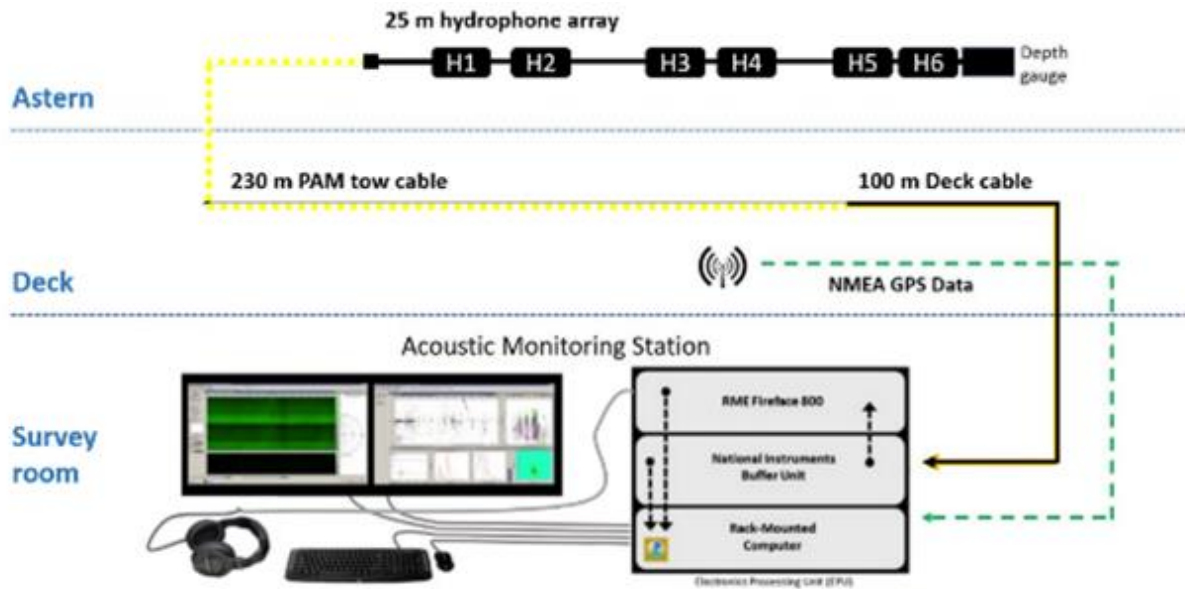 25 m hydrophone array
H1 H2 H3 H4 H5 H6
Depth
gauge
Astern
230 m PAM tow cable
100 m Deck cable
Deck
NMEA GPS Data
Acoustic Monitoring Station
Survey
room
RME Fireface 800
National Instruments
Buffer Unit
Rack-Mounted
Computer
Electronics Processing Unit (EPU)